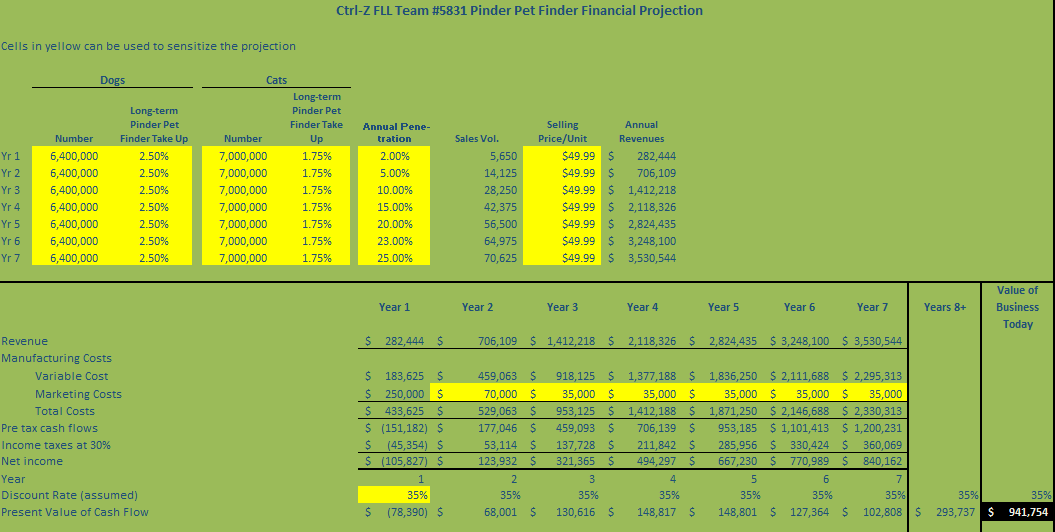 Ctrl-Z FLL Team #5831 Pinder Pet Finder Financial Projection
Cells in yellow can be used to sensitize the projection
Dogs Cats
Number Long-term Pinder Pet Finder Take Up Number Long-term Pinder Pet Finder Take Up Annual Pene-tration Sales Vol. Selling Price/Unit Annual Revenues
Yr 1 6,400,000 2.50% 7,000,000 1.75% 2.00% 5,650 $49.99 $ 282,444
Yr 2 6,400,000 2.50% 7,000,000 1.75% 5.00% 14,125 $49.99 $ 706,109
Yr 3 6,400,000 2.50% 7,000,000 1.75% 10.00% 28,250 $49.99 $ 1,412,218
Yr 4 6,400,000 2.50% 7,000,000 1.75% 15.00% 42,375 $49.99 $ 2,118,326
Yr 5 6,400,000 2.50% 7,000,000 1.75% 20.00% 56,500 $49.99 $ 2,824,435
Yr 6 6,400,000 2.50% 7,000,000 1.75% 23.00% 64,975 $49.99 $ 3,248,100
Yr 7 6,400,000 2.50% 7,000,000 1.75% 25.00% 70,625 $49.99 $ 3,530,544
Year 1 Year 2 Year 3 Year 4 Year 5 Year 6 Year 7 Years 8+ Value of Business Today
Revenue $ 282,444 $ 706,109 $ 1,412,218 $ 2,118,326 $ 2,824,435 $ 3,248,100 $ 3,530,544
Manufacturing Costs
Variable Cost $ 183,625 $ 459,063 $ 918,125 $ 1,377,188 $ 1,836,250 $ 2,111,688 $ 2,295,313
Marketing Costs $ 250,000 $ 70,000 $ 35,000 $ 35,000 $ 35,000 $ 35,000 $ 35,000
Total Costs $ 433,625 $ 529,063 $ 953,125 $ 1,412,188 $ 1,871,250 $ 2,146,688 $ 2,330,313
Pre tax cash flows $ (151,182) $ 177,046 $ 459,093 $ 706,139 $ 953,185 $ 1,101,413 $ 1,200,231
Income taxes at 30% $ (45,354) $ 53,114 $ 137,728 $ 211,842 $ 285,956 $ 330,424 $ 360,069
Net income $ (105,827) $ 123,932 $ 321,365 $ 494,297 $ 667,230 $ 770,989 $ 840,162
Year 1 2 3 4 5 6 7
Discount Rate (assumed) 35% 35% 35% 35% 35% 35% 35% 35% 35%
Present Value of Cash Flow $ (78,390) $ 68,001 $ 130,616 $ 148,817 $ 148,801 $ 127,364 $ 102,808 $ 293,737 $ 941,754